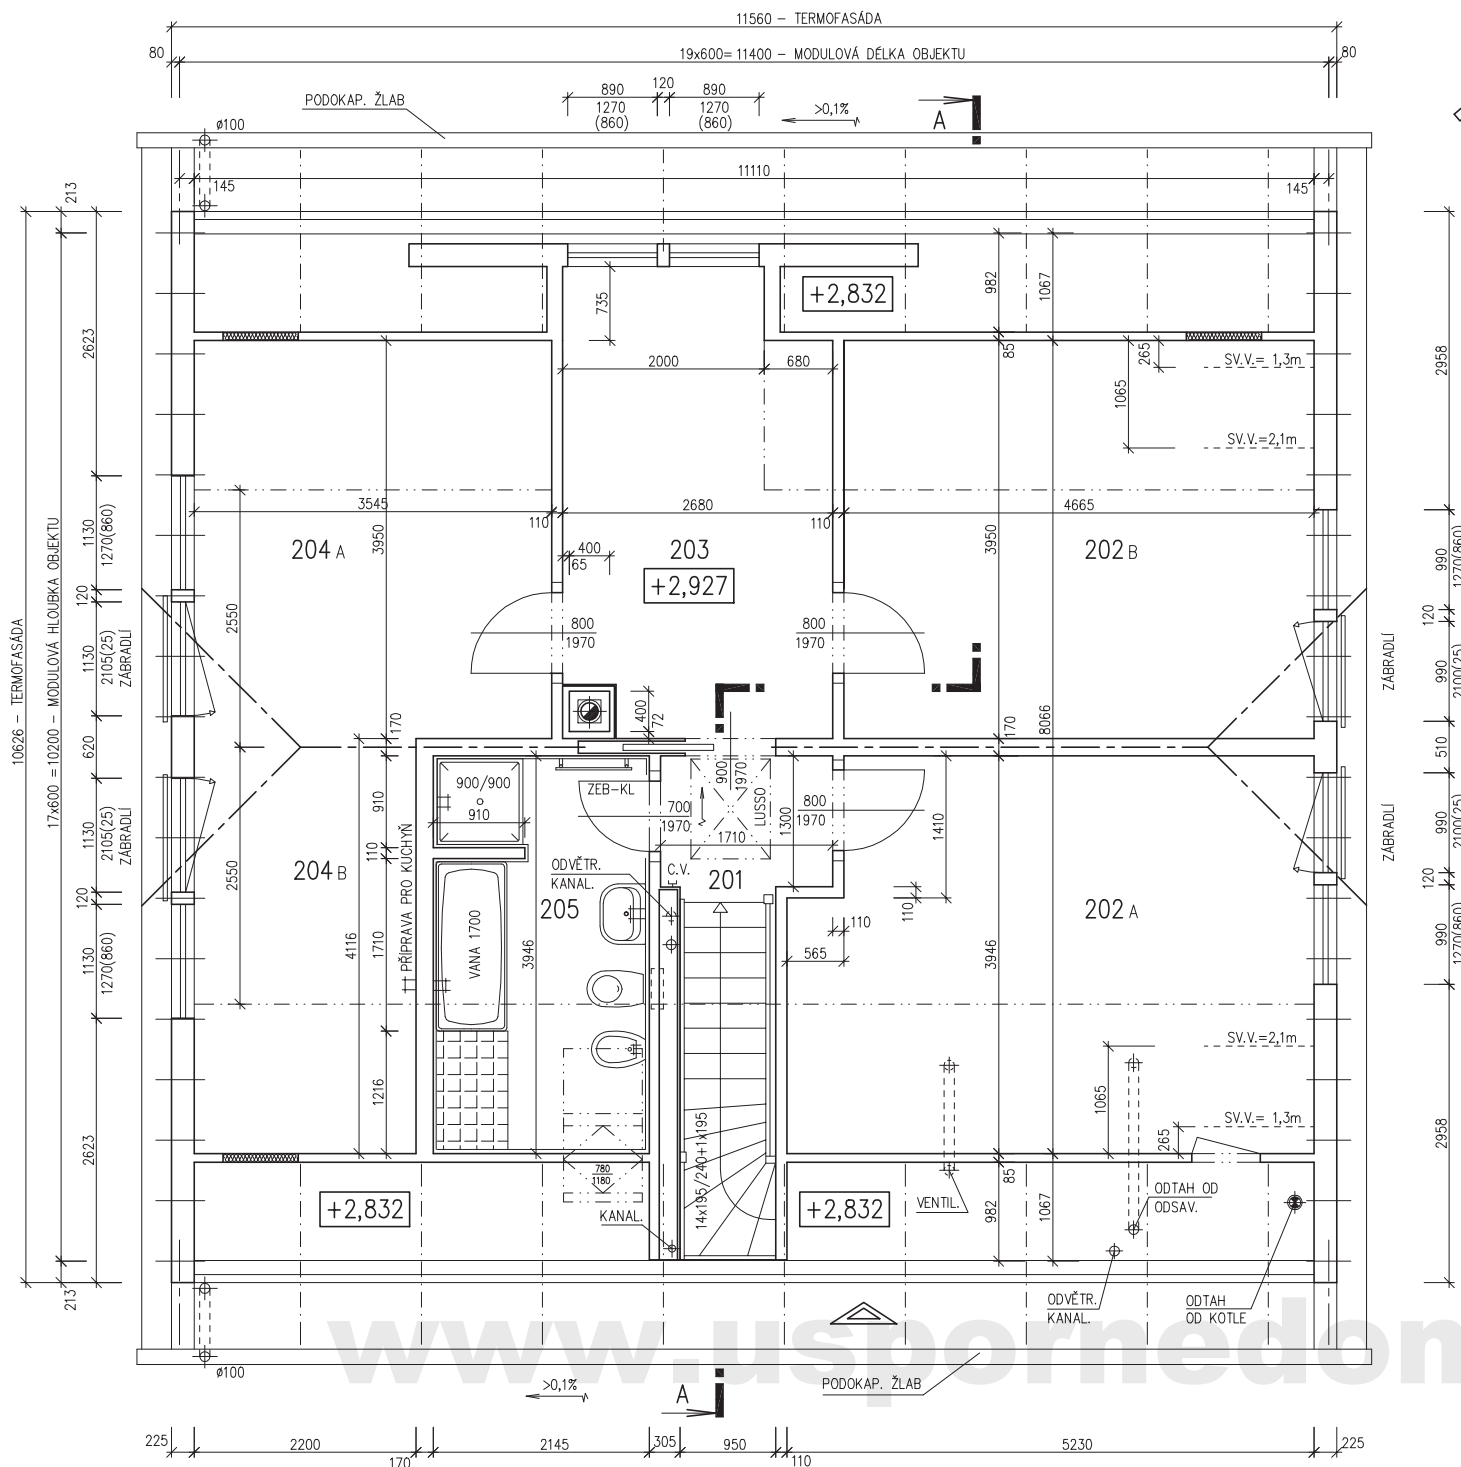 11560 – TERMOFASÁDA
80
19x600= 11400 – MODULOVÁ DÉLKA OBJEKTU
80
890
120
890
1270
(860)
1270
(860)
PODOKAP. ŽLAB
ø100
>0,1%
A
11110
145
145
213
2623
10626 – TERMOFASÁDA
17x600 =10200 – MODULOVÁ HLOUBKA OBJEKTU
1130
1270(860)
120
1130
2105(25)
ZÁBRADLÍ
620
1130
2105(25)
ZÁBRADLÍ
120
1130
1270(860)
2623
213
735
+2,832
982
1067
85
265
SV.V.= 1,3m
1065
SV.V.=2,1m
2958
2000
680
3545
110
2680
110
4665
3950
3950
204 A
203
+2,927
202 B
400
65
2550
800
1970
800
1970
990
1270(860)
120
990
2100(25)
ZÁBRADLÍ
510
990
2100(25)
ZÁBRADLÍ
120
990
1270(860)
2958
400
72
170
170
8066
900
1970
LUSSO
900/900
910
ZEB-KL
700
1970
800
1970
1300
1410
1710
910
110
2550
204 B
PŘÍPRAVA PRO KUCHYŇ
ODVĚTR.
KANAL.
C.V.
201
205
202 A
VANA 1700
4116
1710
3946
110
110
565
3946
1216
SV.V.=2,1m
1065
SV.V.= 1,3m
265
14x195/240+1x195
780
1180
+2,832
KANAL.
+2,832
VENTIL.
982
85
1067
ODTAH OD
ODSAV.
ODVĚTR.
KANAL.
ODTAH
OD KOTLE
www.uspornedom
ø100
>0,1%
A
PODOKAP. ŽLAB
225
2200
170
2145
305
950
110
5230
225